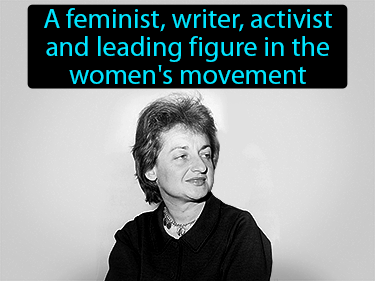 A feminist, writer, activist
and leading figure in the
women's movement